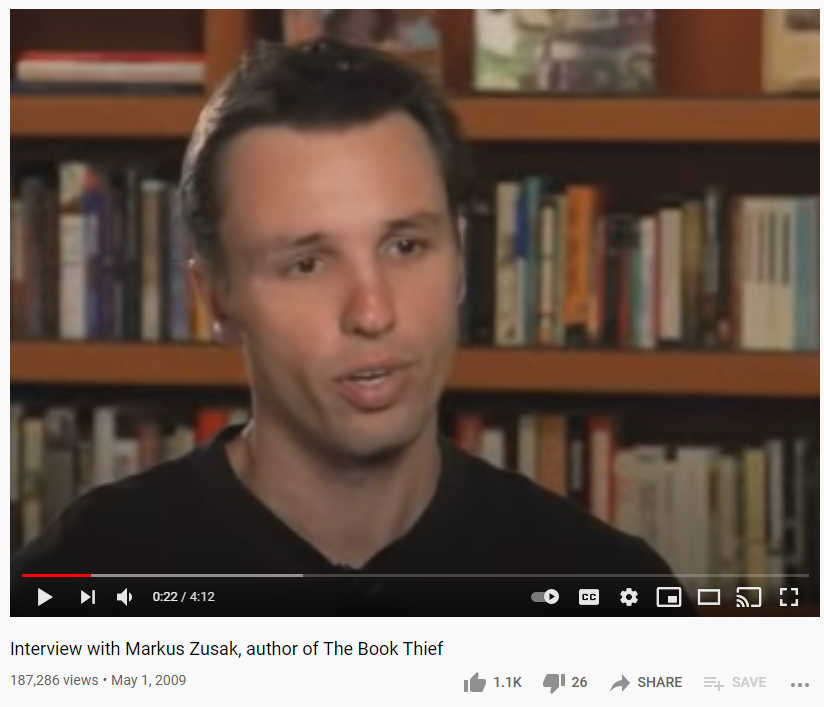 0:22 / 4:12
CC
Interview with Markus Zusak, author of The Book Thief
187,286 views • May 1, 2009
1.1K 26 SHARE SAVE